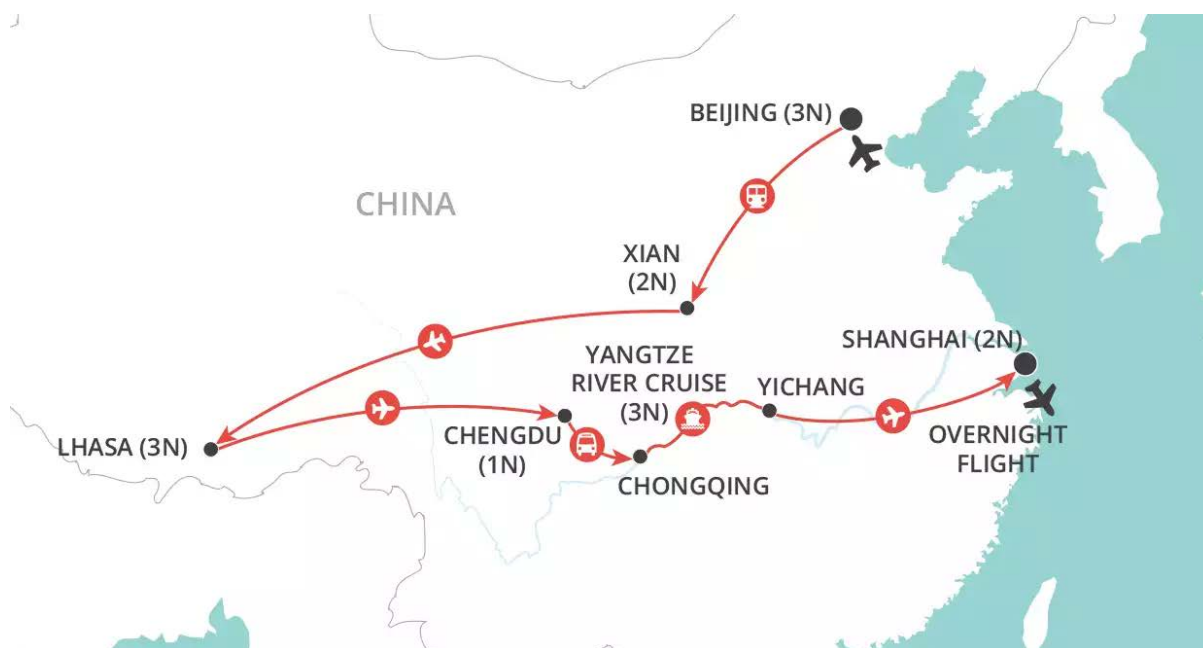 BEIJING (3N)
CHINA
XIAN
(2N)
SHANGHAI (2N)
YANGTZE
RIVER CRUISE
(3N)
YICHANG
LHASA (3N)
CHENGDU
(1N)
CHONGQING
OVERNIGHT
FLIGHT